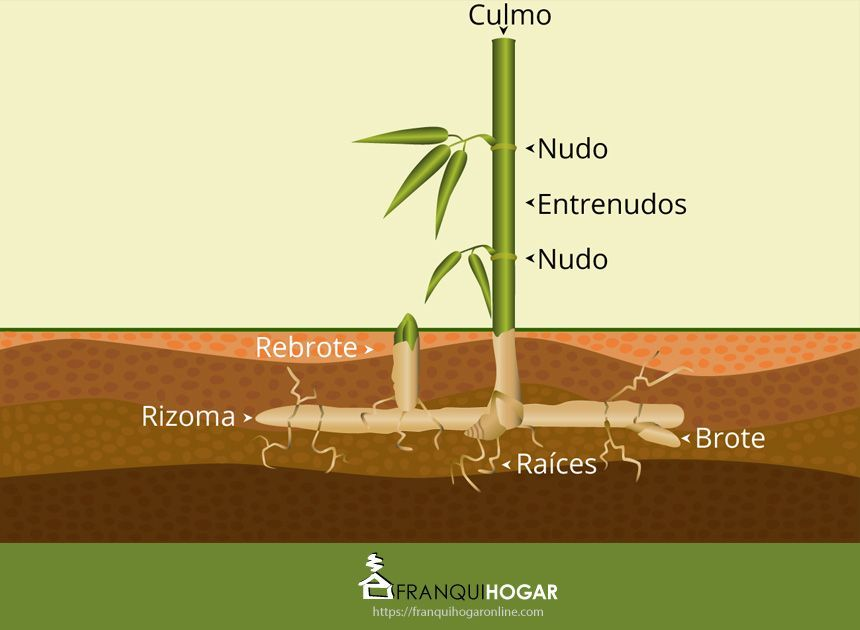 Culmo
Nudo
Entrenudos
Nudo
Rebrote
Rizoma
Brote
Raíces
FRANQUIHOGAR
https://franquihogaronline.com